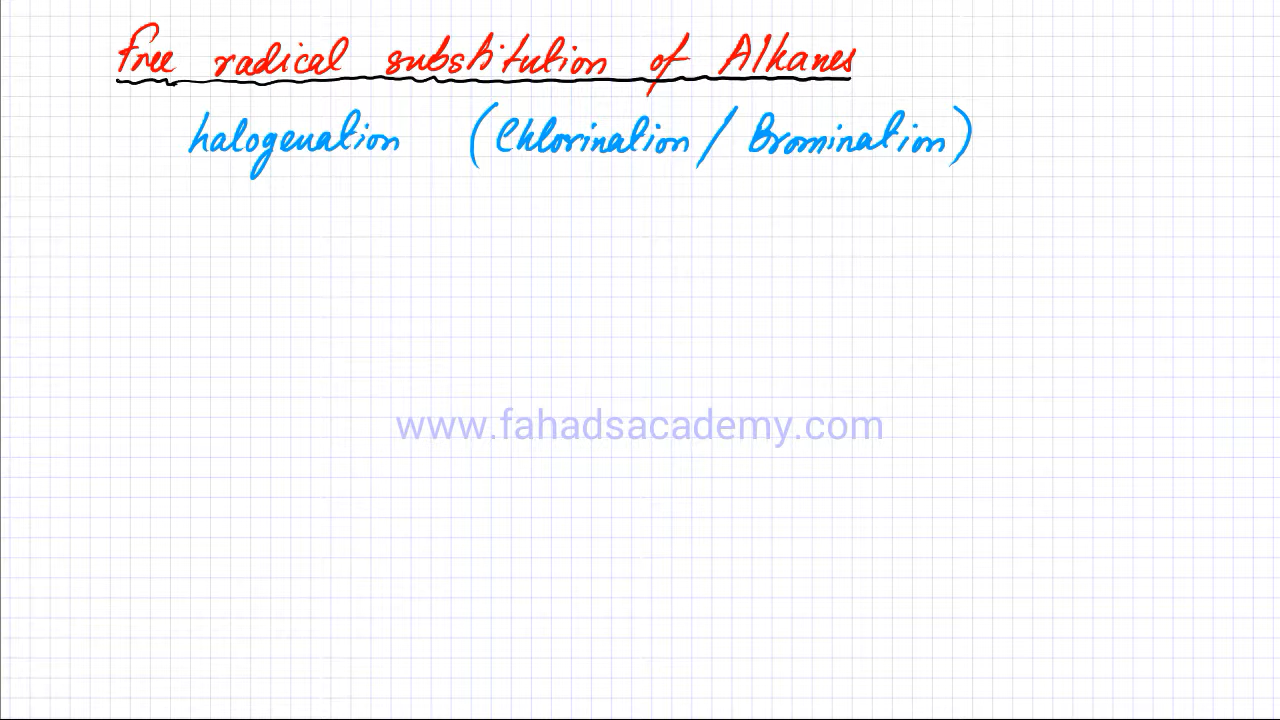 Free radical substitution of Alkanes
halogenation (Chlorination / Bromination)
www.fahadsacademy.com